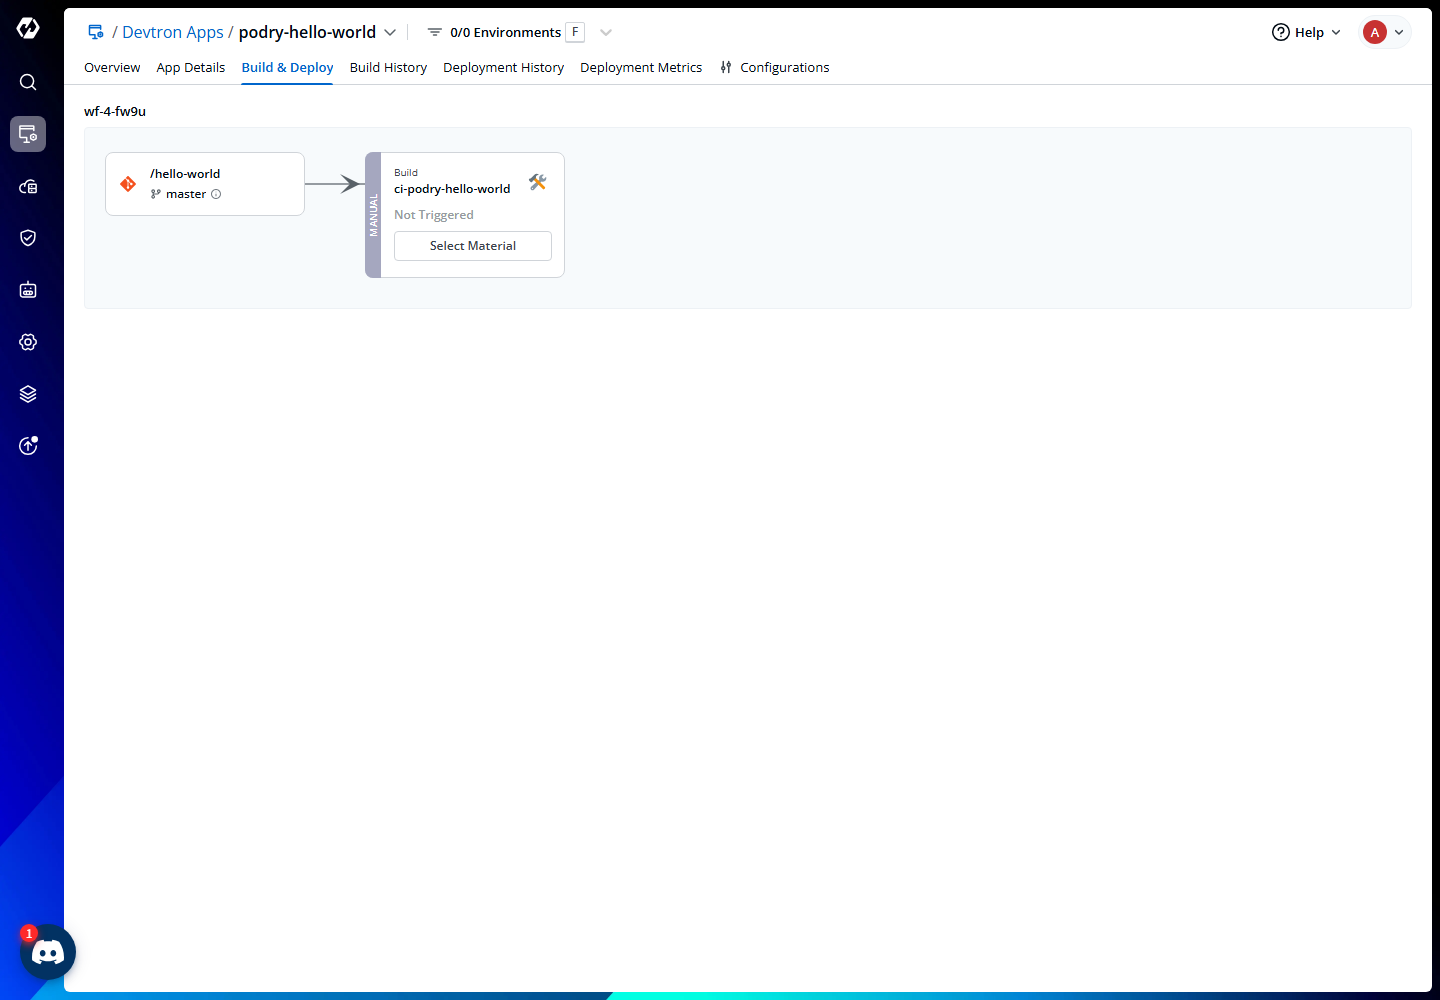 / Devtron Apps / podry-hello-world
0/0 Environments F
Help
A
Overview App Details Build & Deploy Build History Deployment History Deployment Metrics Configurations
wf-4-fw9u
/hello-world
master
MANUAL
Build
ci-podry-hello-world
Not Triggered
Select Material
1